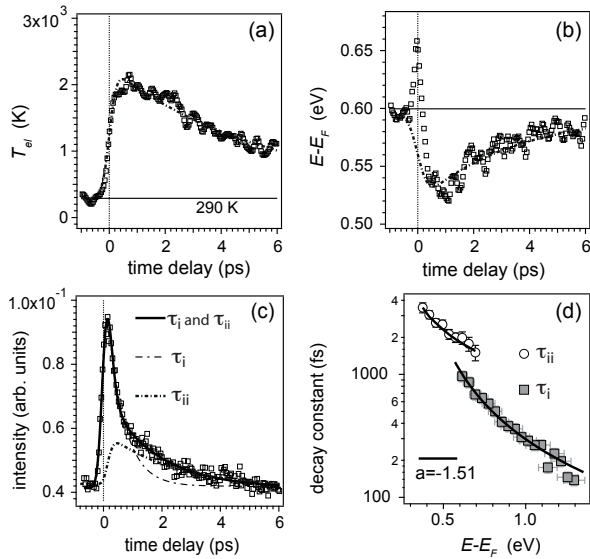 3x10³
(a)
2
1
0
T_el (K)
290 K
0 2 4 6
time delay (ps)
(b)
0.65
0.60
0.55
0.50
E-E_F (eV)
0 2 4 6
time delay (ps)
1.0x10⁻¹
(c)
0.8
0.6
0.4
intensity (arb. units)
τ_i and τ_ii
τ_i
τ_ii
0 1 2 3 4 5 6
time delay (ps)
(d)
4
2
1000
4
2
100
decay constant (fs)
τ_ii
τ_i
a=-1.51
0.5 1.0
E-E_F (eV)